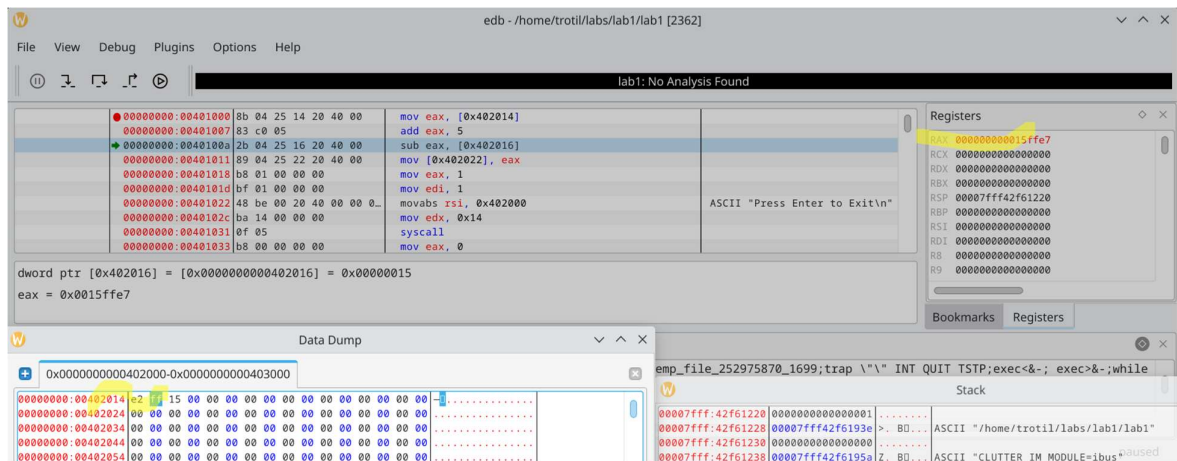 edb - /home/trotil/labs/lab1/lab1 [2362]
File View Debug Plugins Options Help
lab1: No Analysis Found
00000000:00401000 8b 04 25 14 20 40 00 mov eax, [0x402014]
00000000:00401007 83 c0 05 add eax, 5
00000000:0040100a 2b 04 25 16 20 40 00 sub eax, [0x402016]
00000000:00401011 89 04 25 22 20 40 00 mov [0x402022], eax
00000000:00401018 b8 01 00 00 00 mov eax, 1
00000000:0040101d bf 01 00 00 00 mov edi, 1
00000000:00401022 48 be 00 20 40 00 00 0… movabs rsi, 0x402000 ASCII "Press Enter to Exit\n"
00000000:0040102c ba 14 00 00 00 mov edx, 0x14
00000000:00401031 0f 05 syscall
00000000:00401033 b8 00 00 00 00 mov eax, 0
dword ptr [0x402016] = [0x0000000000402016] = 0x00000015
eax = 0x0015ffe7
Registers
RAX 000000000015ffe7
RCX 0000000000000000
RDX 0000000000000000
RBX 0000000000000000
RSP 00007fff42f61220
RBP 0000000000000000
RSI 0000000000000000
RDI 0000000000000000
R8 0000000000000000
R9 0000000000000000
Bookmarks Registers
Data Dump
0x0000000000402000-0x0000000000403000
00000000:00402014 e2 ff 15 00 00 00 00 00 00 00 00 00 00 00 00 00
00000000:00402024 00 00 00 00 00 00 00 00 00 00 00 00 00 00 00 00 ................
00000000:00402034 00 00 00 00 00 00 00 00 00 00 00 00 00 00 00 00 ................
00000000:00402044 00 00 00 00 00 00 00 00 00 00 00 00 00 00 00 00 ................
00000000:00402054 00 00 00 00 00 00 00 00 00 00 00 00 00 00 00 00 ................
emp_file_252975870_1699;trap \"\" INT QUIT TSTP;exec<&-; exec>&-;while
Stack
00007fff:42f61220 0000000000000001 ........
00007fff:42f61228 00007fff42f6193e >. B... ASCII "/home/trotil/labs/lab1/lab1"
00007fff:42f61230 0000000000000000 ........
00007fff:42f61238 00007fff42f6195a Z. B... ASCII "CLUTTER_IM_MODULE=ibus"
paused